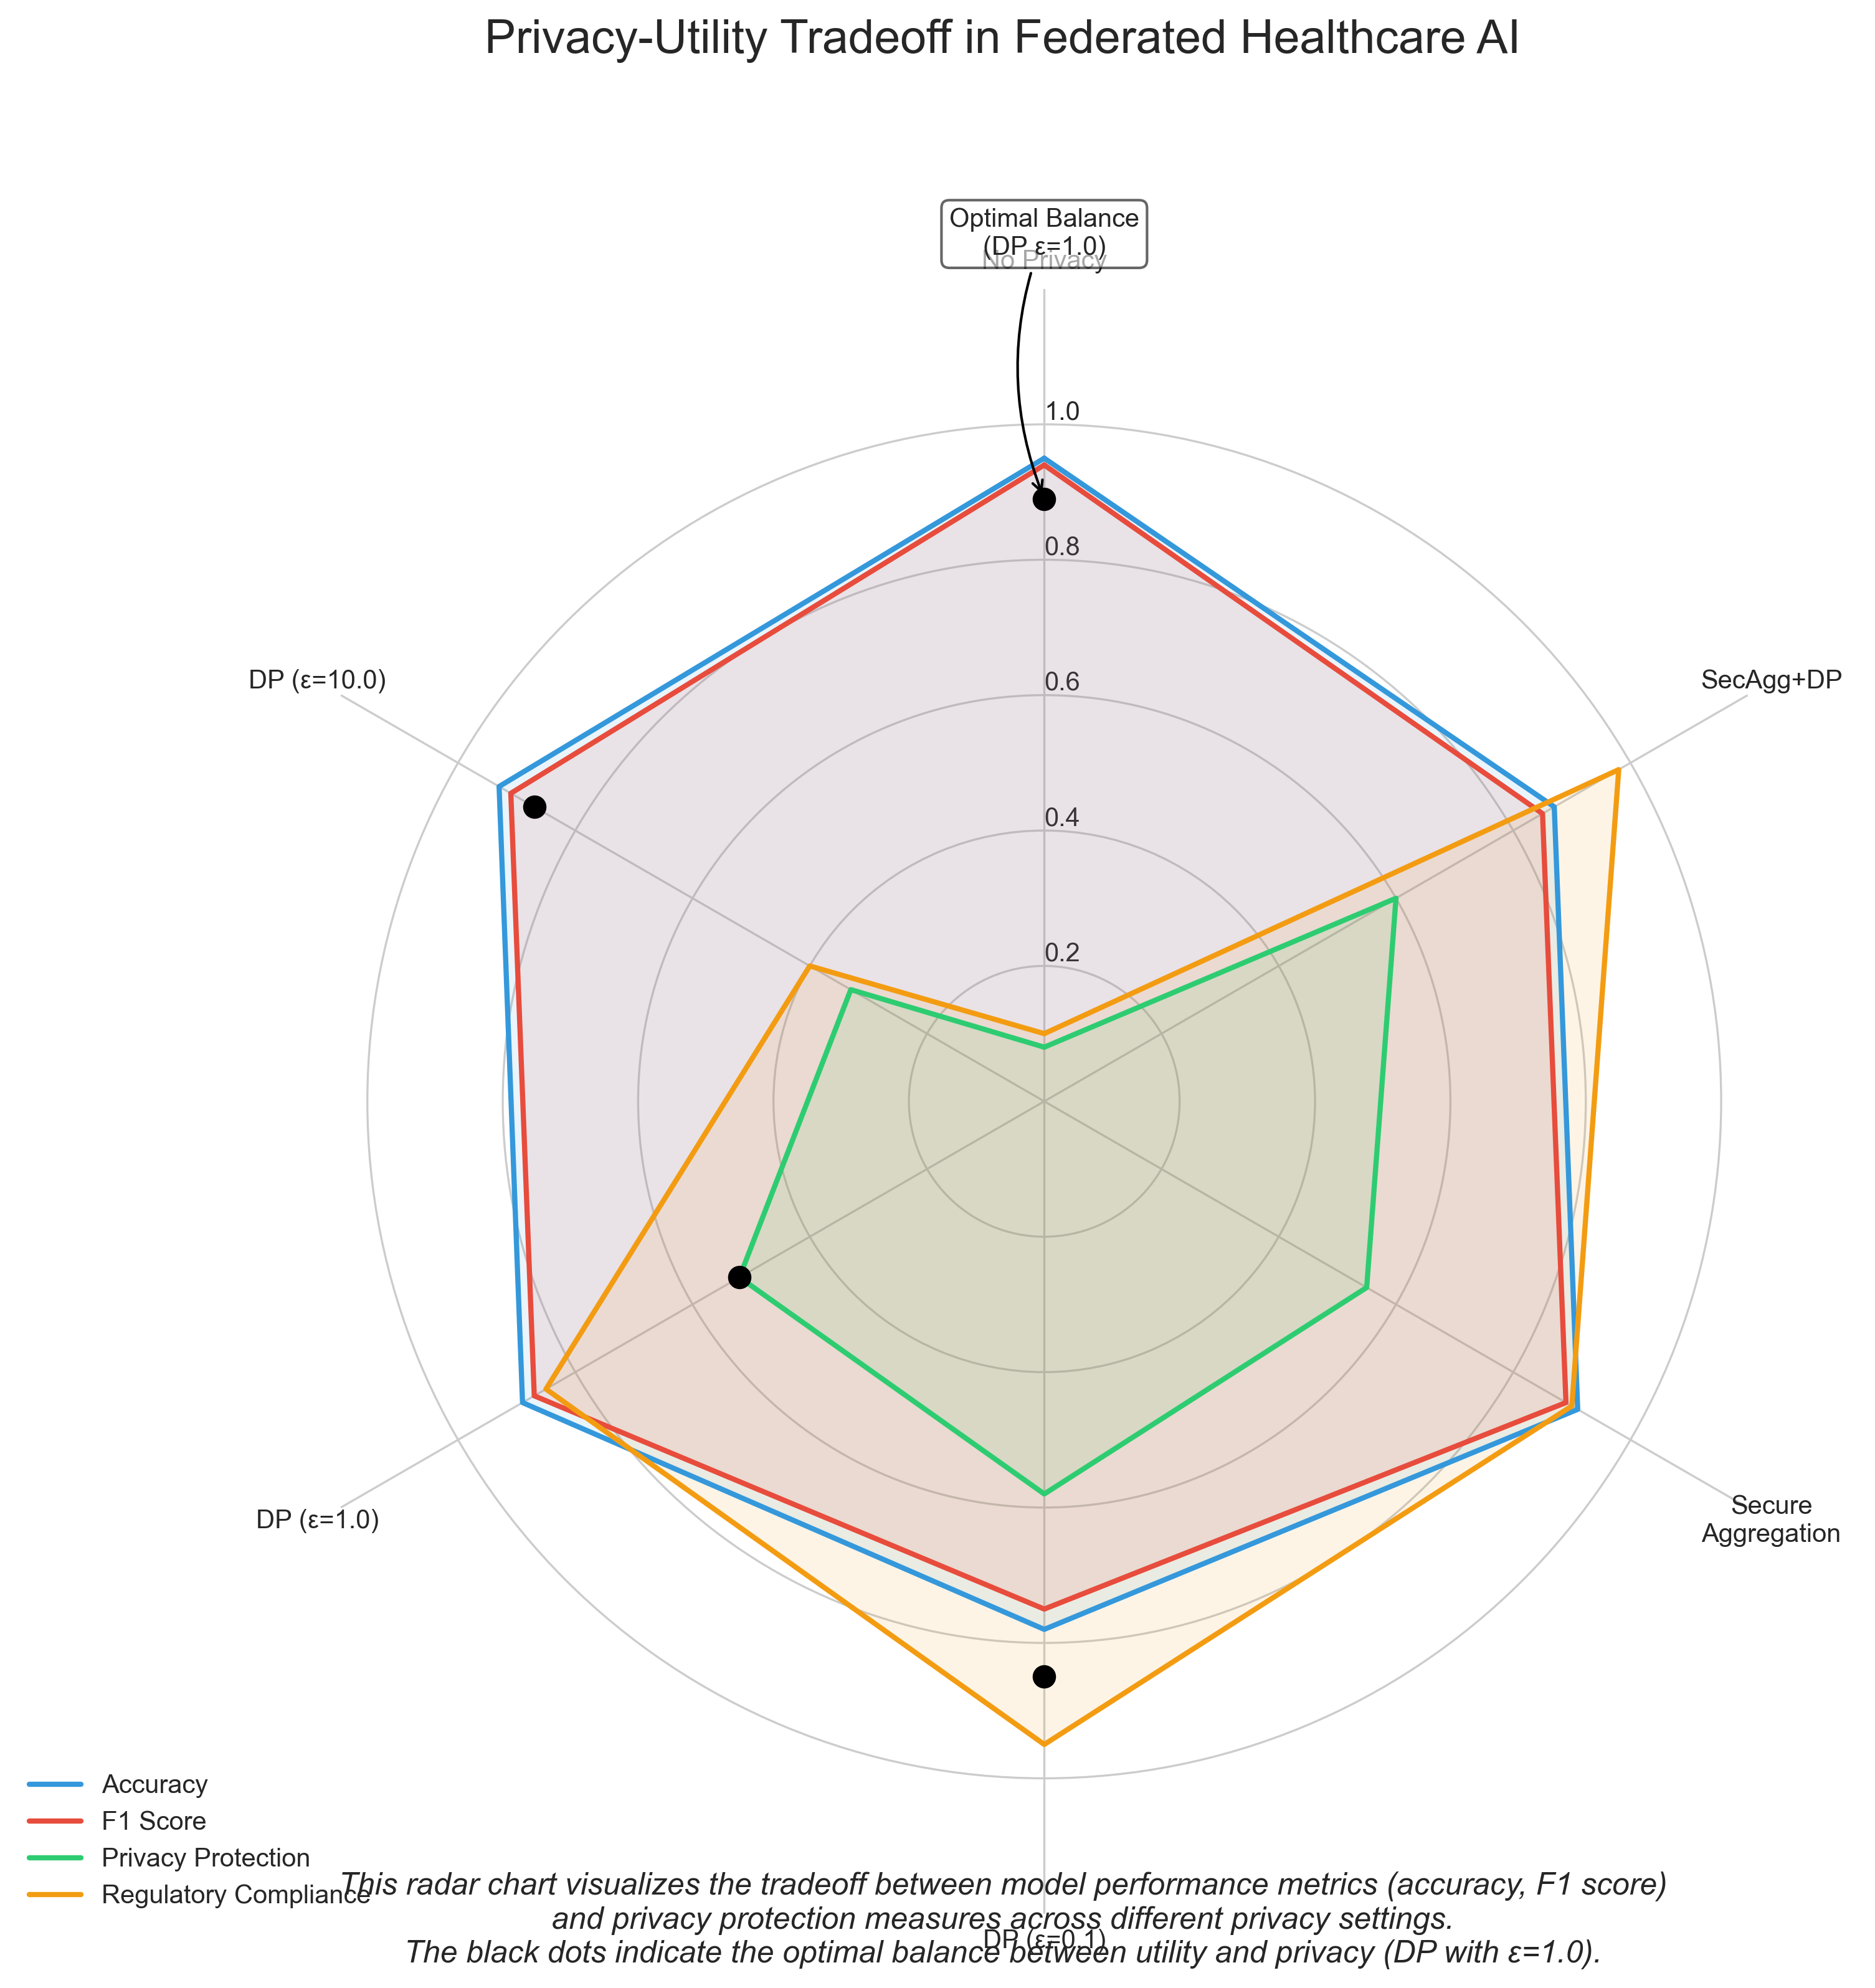 Privacy-Utility Tradeoff in Federated Healthcare AI
Optimal Balance
(DP ε=1.0)
No Privacy
1.0
0.8
0.6
0.4
0.2
DP (ε=10.0)
SecAgg+DP
DP (ε=1.0)
Secure
Aggregation
Accuracy
F1 Score
Privacy Protection
Regulatory Compliance
This radar chart visualizes the tradeoff between model performance metrics (accuracy, F1 score)
and privacy protection measures across different privacy settings.
DP (ε=0.1)
The black dots indicate the optimal balance between utility and privacy (DP with ε=1.0).